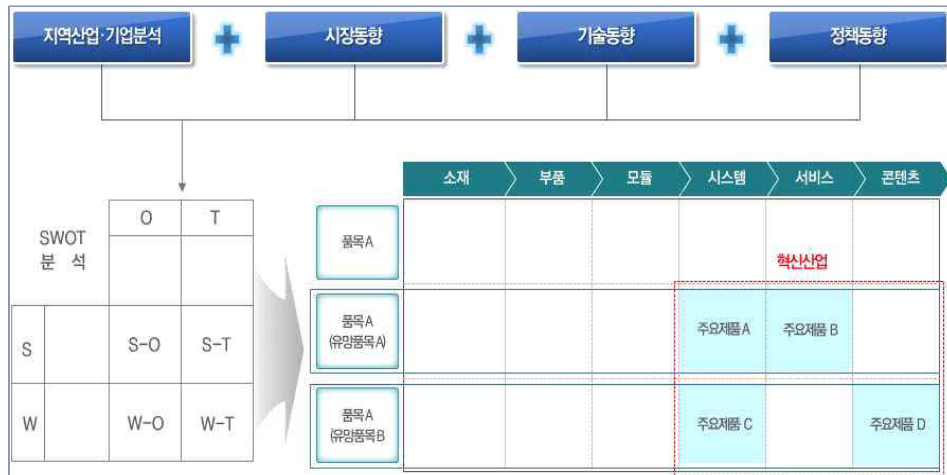 지역산업·기업분석
시장동향
기술동향
정책동향
소재
부품
모듈
시스템
서비스
콘텐츠
SWOT
분 석
O
T
S
S-O
S-T
W
W-O
W-T
품목A
혁신산업
품목A
(유망품목A)
주요제품 A
주요제품 B
품목A
(유망품목B
주요제품 C
주요제품 D